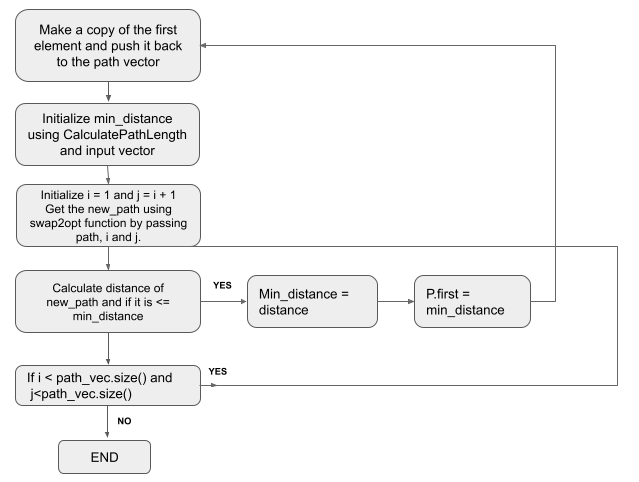 Make a copy of the first
element and push it back
to the path vector
Initialize min_distance
using CalculatePathLength
and input vector
Initialize i = 1 and j = i + 1
Get the new_path using
swap2opt function by passing
path, i and j.
Calculate distance of
new_path and if it is <=
min_distance
YES
Min_distance =
distance
P.first =
min_distance
If i < path_vec.size() and
j<path_vec.size()
YES
NO
END